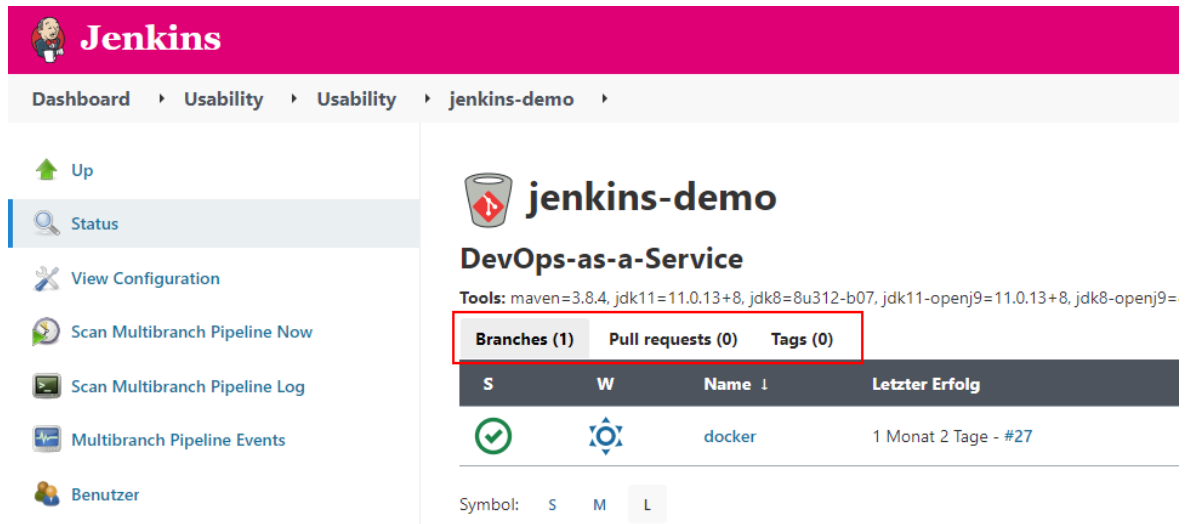 Jenkins
Dashboard Usability Usability jenkins-demo
Up
Status
View Configuration
Scan Multibranch Pipeline Now
Scan Multibranch Pipeline Log
Multibranch Pipeline Events
Benutzer
jenkins-demo
DevOps-as-a-Service
Tools: maven=3.8.4, jdk11=11.0.13+8, jdk8=8u312-b07, jdk11-openj9=11.0.13+8, jdk8-openj9=
Branches (1) Pull requests (0) Tags (0)
S W Name ↓ Letzter Erfolg
docker 1 Monat 2 Tage - #27
Symbol: S M L